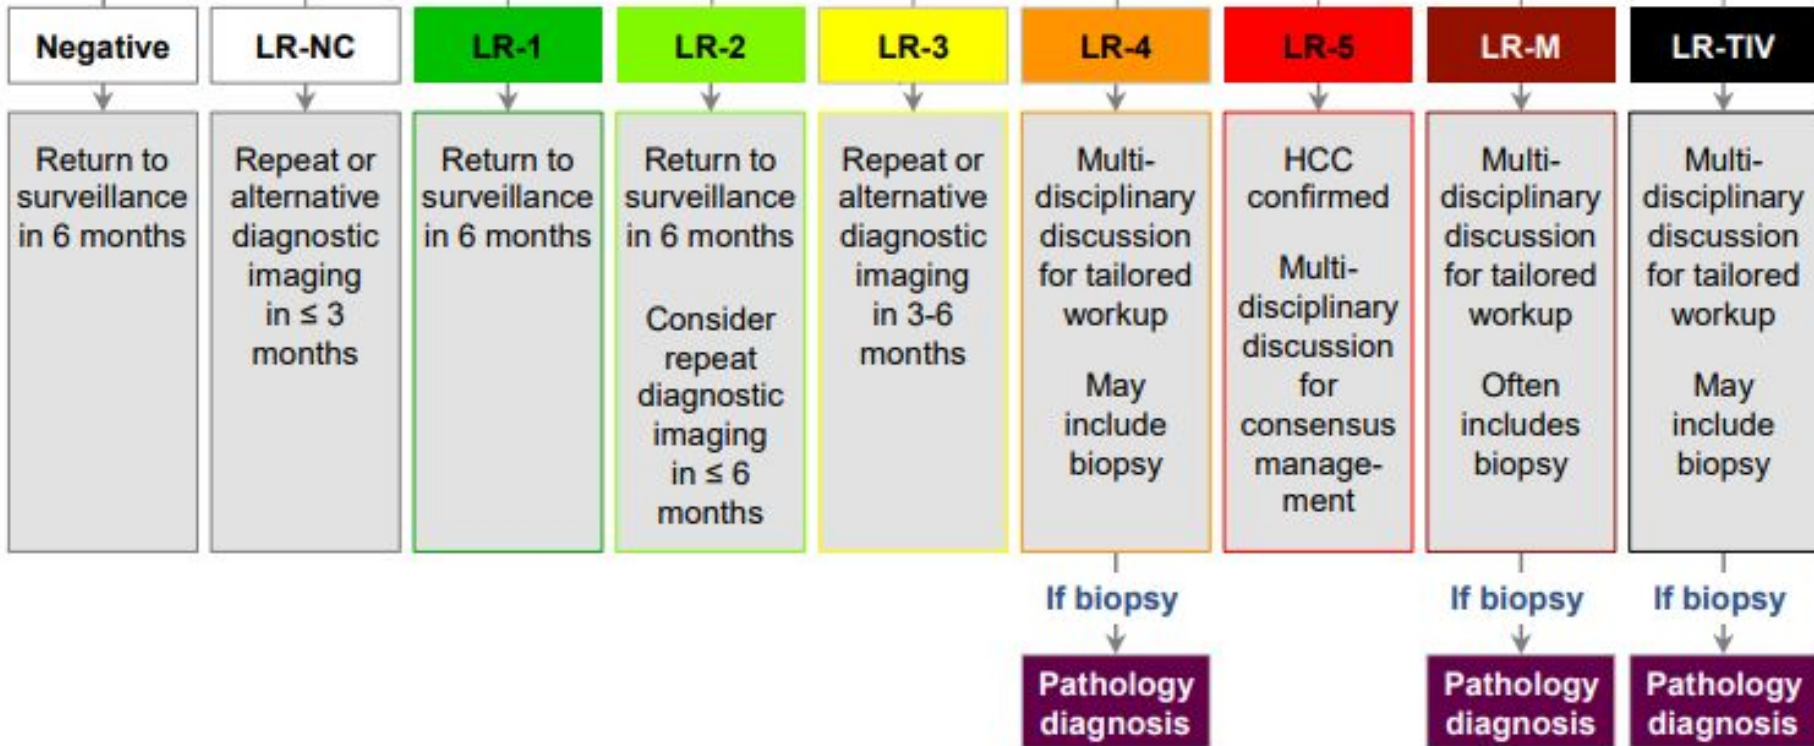 Negative
LR-NC
LR-1
LR-2
LR-3
LR-4
LR-5
LR-M
LR-TIV
Return to
surveillance
in 6 months
Repeat or
alternative
diagnostic
imaging
in ≤ 3
months
Return to
surveillance
in 6 months
Return to
surveillance
in 6 months
Consider
repeat
diagnostic
imaging
in ≤ 6
months
Repeat or
alternative
diagnostic
imaging
in 3-6
months
Multi-
disciplinary
discussion
for tailored
workup
May
include
biopsy
HCC
confirmed
Multi-
disciplinary
discussion
for
consensus
manage-
ment
Multi-
disciplinary
discussion
for tailored
workup
Often
includes
biopsy
Multi-
disciplinary
discussion
for tailored
workup
May
include
biopsy
If biopsy
If biopsy
If biopsy
Pathology
diagnosis
Pathology
diagnosis
Pathology
diagnosis